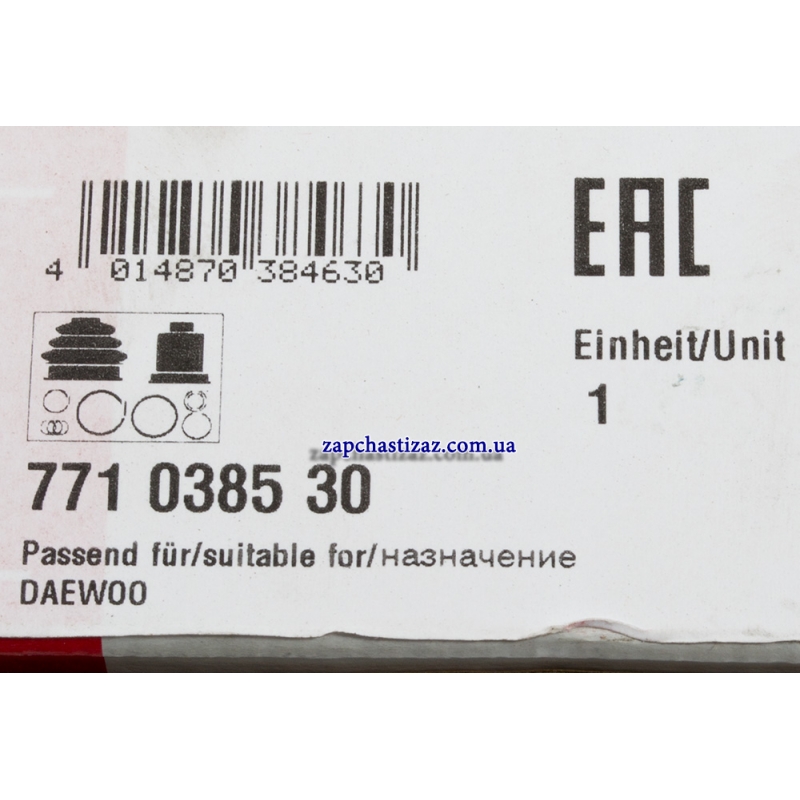 4 014870 384630
EAC
Einheit/Unit
1
zapchastizaz.com.ua
771 0385 30
Passend für/suitable for/назначение
DAEWOO